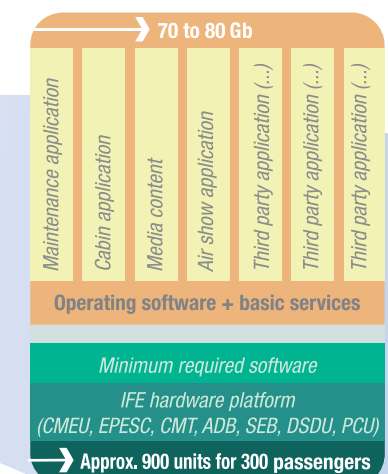 70 to 80 Gb
Maintenance application
Cabin application
Media content
Air show application
Third party application (...)
Third party application (...)
Third party application (...)
Operating software + basic services
Minimum required software
IFE hardware platform
(CMEU, EPESC, CMT, ADB, SEB, DSDU, PCU)
Approx. 900 units for 300 passengers